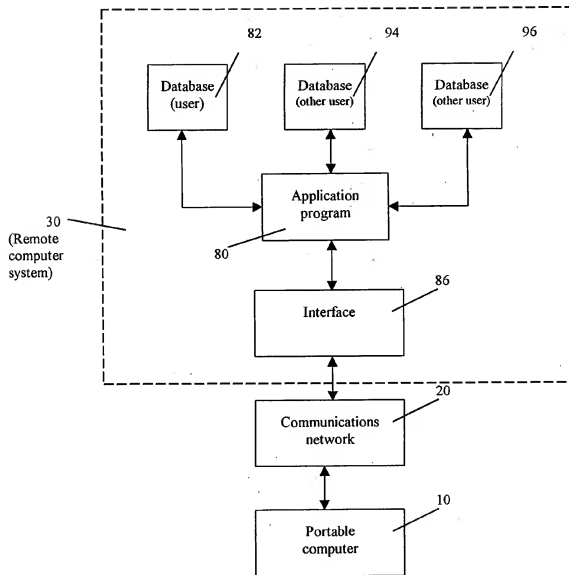 82
94
96
Database
(user)
Database
(other user)
Database
(other user)
Application
program
30
(Remote
computer
system)
80
86
Interface
20
Communications
network
10
Portable
computer